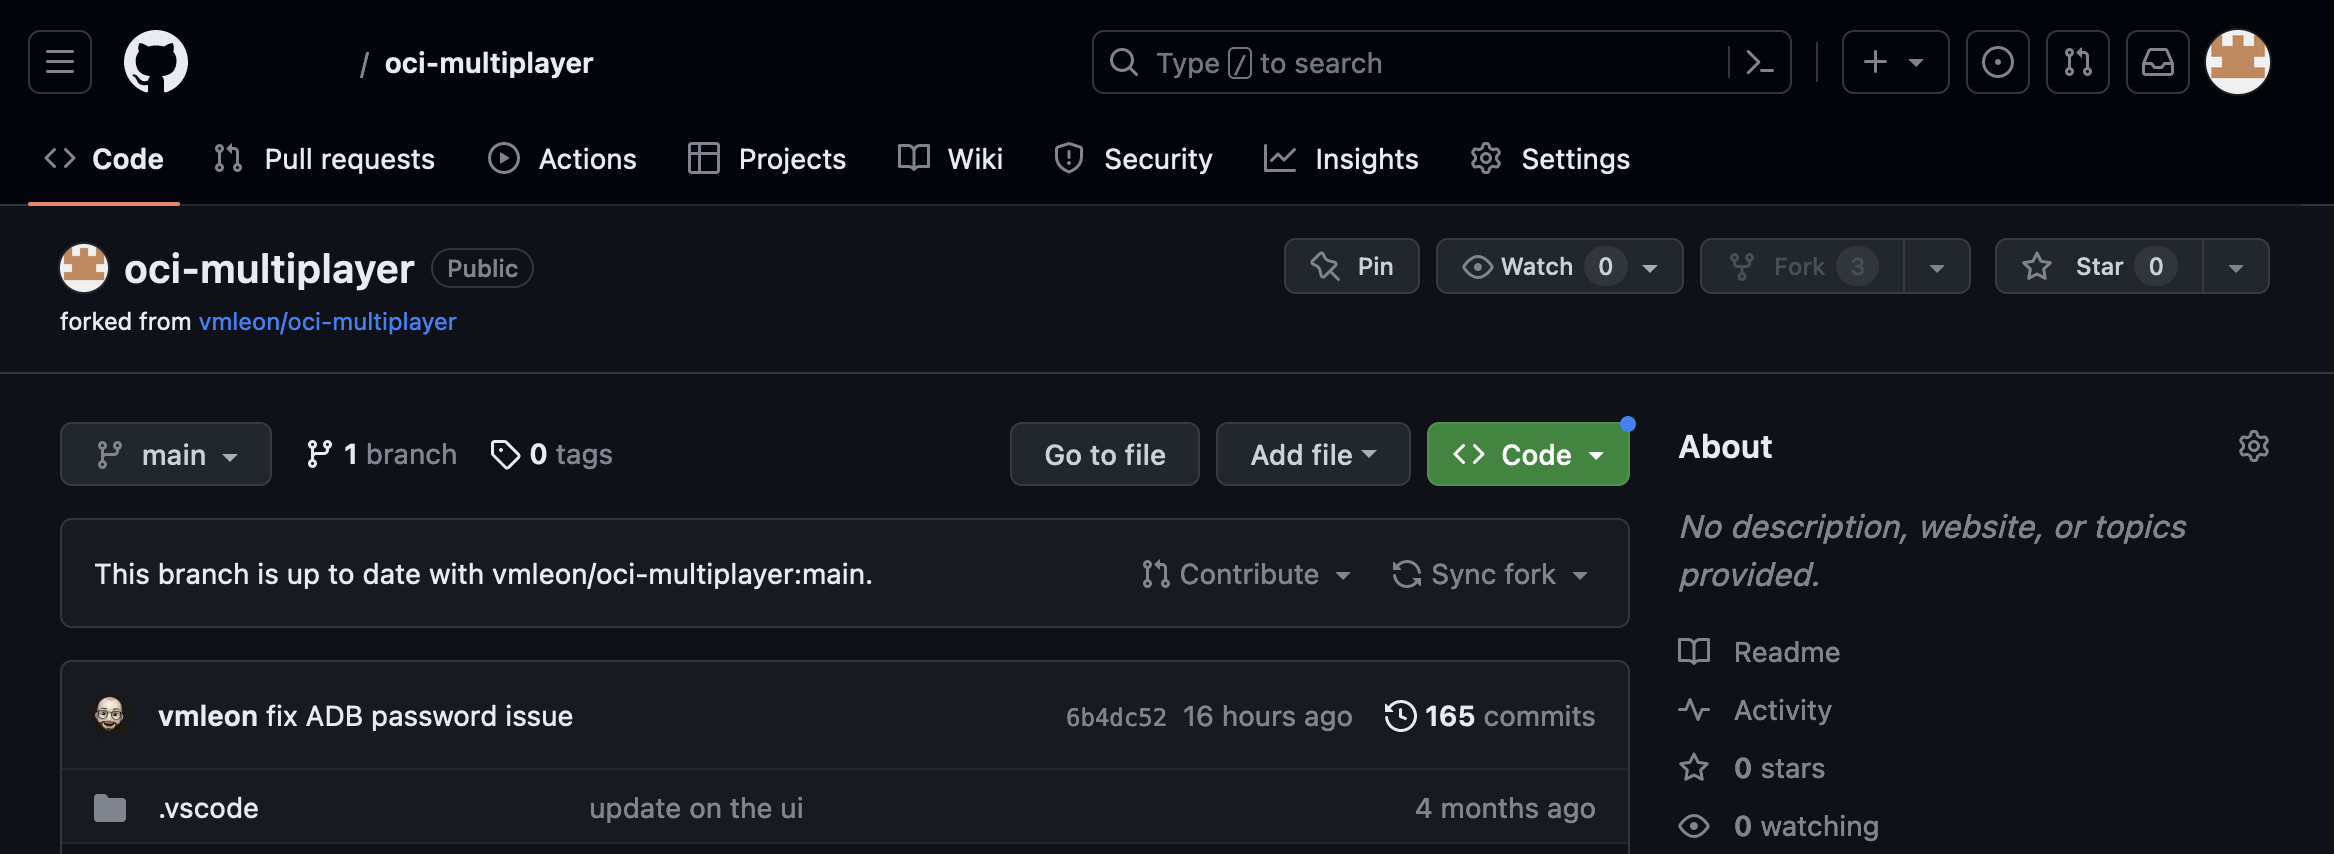 / oci-multiplayer
Type / to search
Code Pull requests Actions Projects Wiki Security Insights Settings
oci-multiplayer Public
Pin Watch 0 Fork 3 Star 0
forked from vmleon/oci-multiplayer
main 1 branch 0 tags Go to file Add file Code
This branch is up to date with vmleon/oci-multiplayer:main. Contribute Sync fork
vmleon fix ADB password issue 6b4dc52 16 hours ago 165 commits
.vscode update on the ui 4 months ago
About
No description, website, or topics
provided.
Readme
Activity
0 stars
0 watching